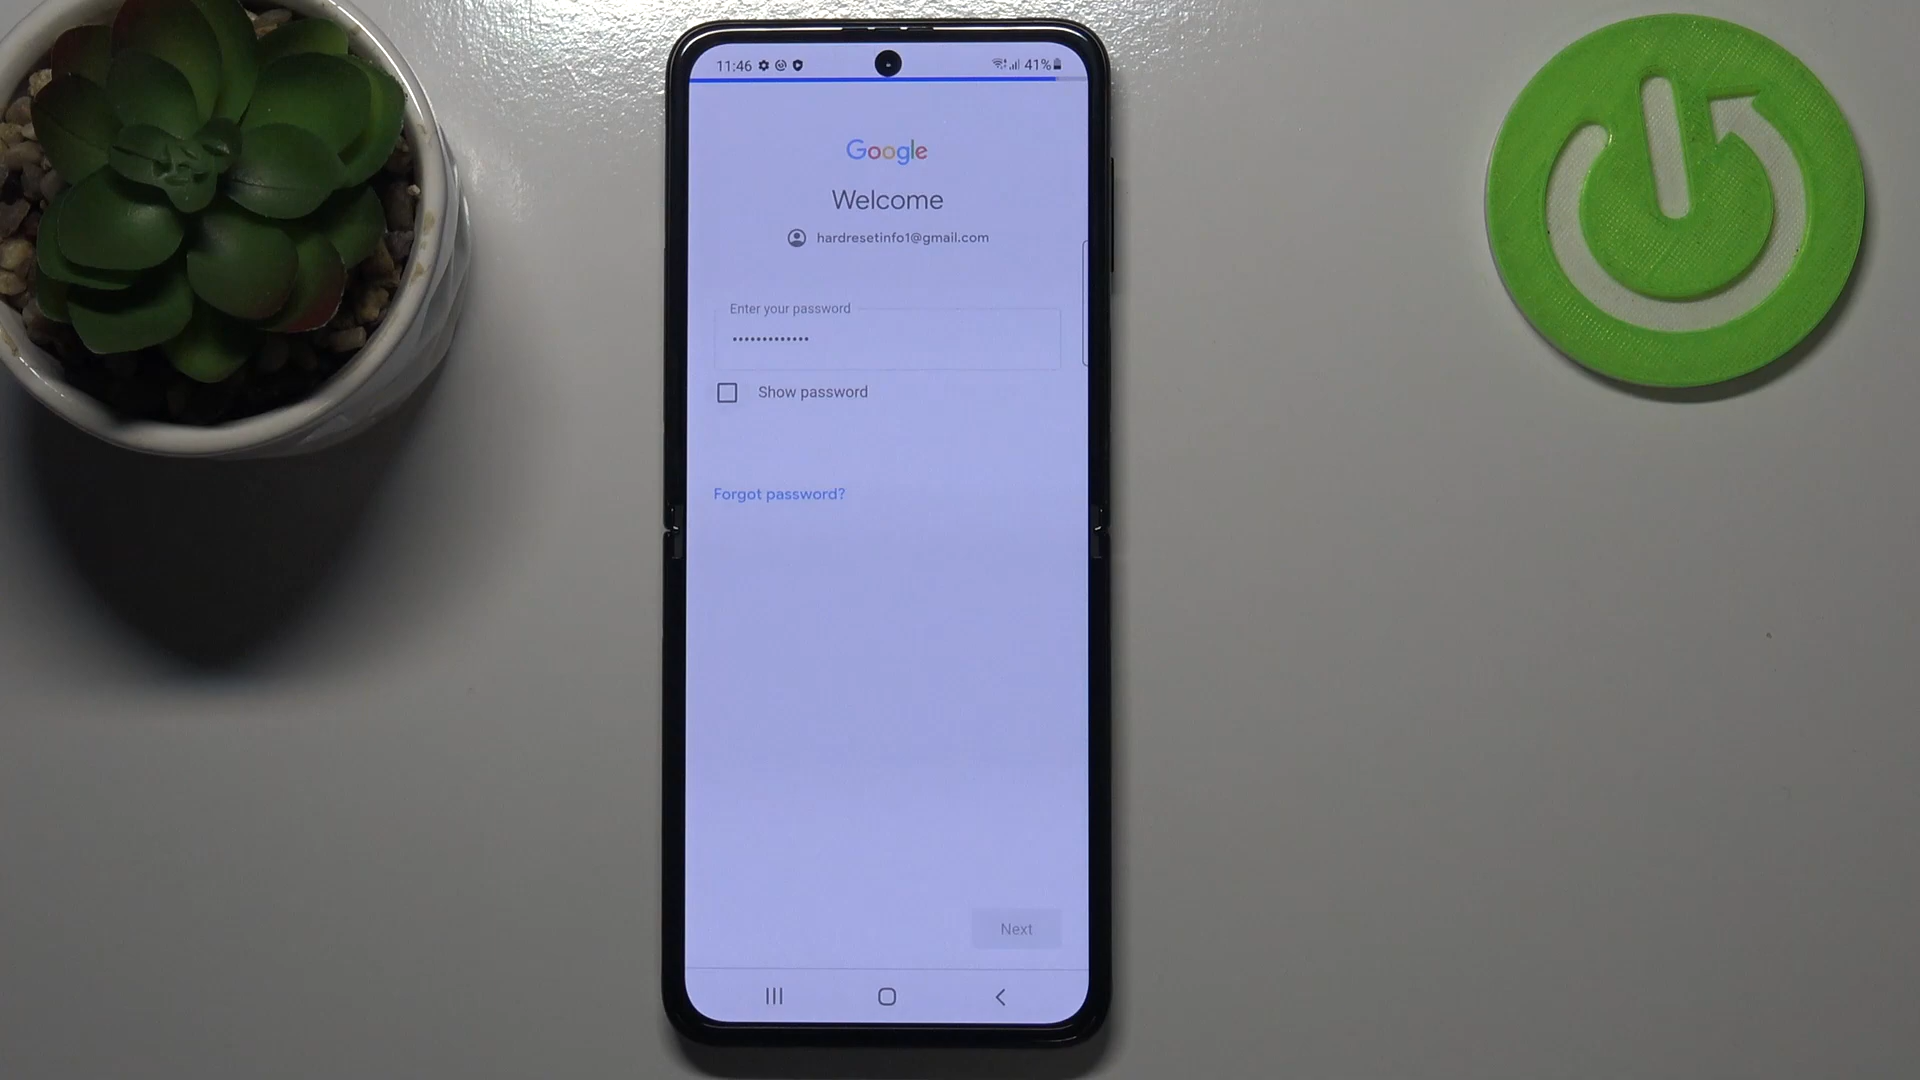 11:46 41%
Google
Welcome
hardresetinfo1@gmail.com
Enter your password
•••••••••••••
Show password
Forgot password?
Next